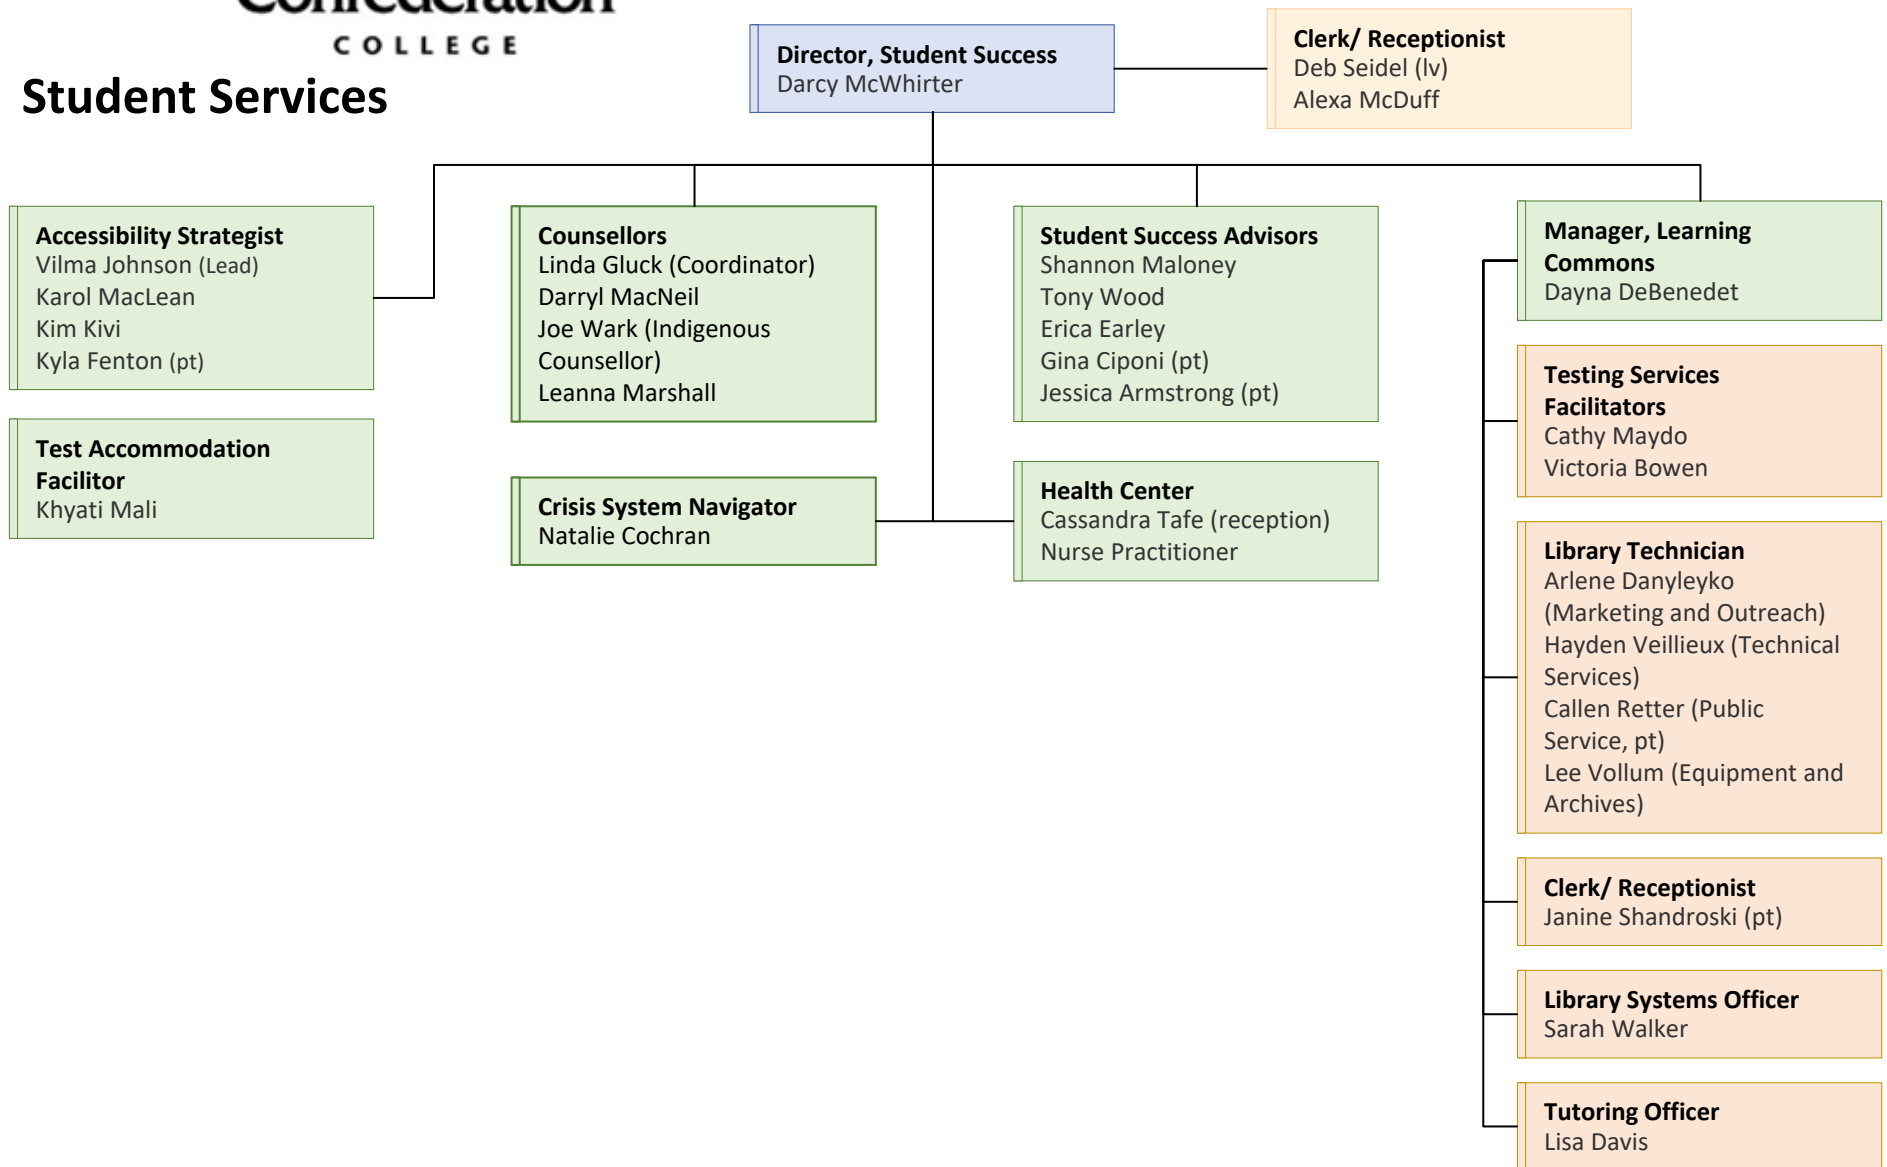 Confederation
COLLEGE
Student Services
Director, Student Success
Darcy McWhirter
Clerk/ Receptionist
Deb Seidel (lv)
Alexa McDuff
Accessibility Strategist
Vilma Johnson (Lead)
Karol MacLean
Kim Kivi
Kyla Fenton (pt)
Test Accommodation
Facilitor
Khyati Mali
Counsellors
Linda Gluck (Coordinator)
Darryl MacNeil
Joe Wark (Indigenous
Counsellor)
Leanna Marshall
Crisis System Navigator
Natalie Cochran
Student Success Advisors
Shannon Maloney
Tony Wood
Erica Earley
Gina Ciponi (pt)
Jessica Armstrong (pt)
Health Center
Cassandra Tafe (reception)
Nurse Practitioner
Manager, Learning
Commons
Dayna DeBenedet
Testing Services
Facilitators
Cathy Maydo
Victoria Bowen
Library Technician
Arlene Danyleyko
(Marketing and Outreach)
Hayden Veillieux (Technical
Services)
Callen Retter (Public
Service, pt)
Lee Vollum (Equipment and
Archives)
Clerk/ Receptionist
Janine Shandroski (pt)
Library Systems Officer
Sarah Walker
Tutoring Officer
Lisa Davis